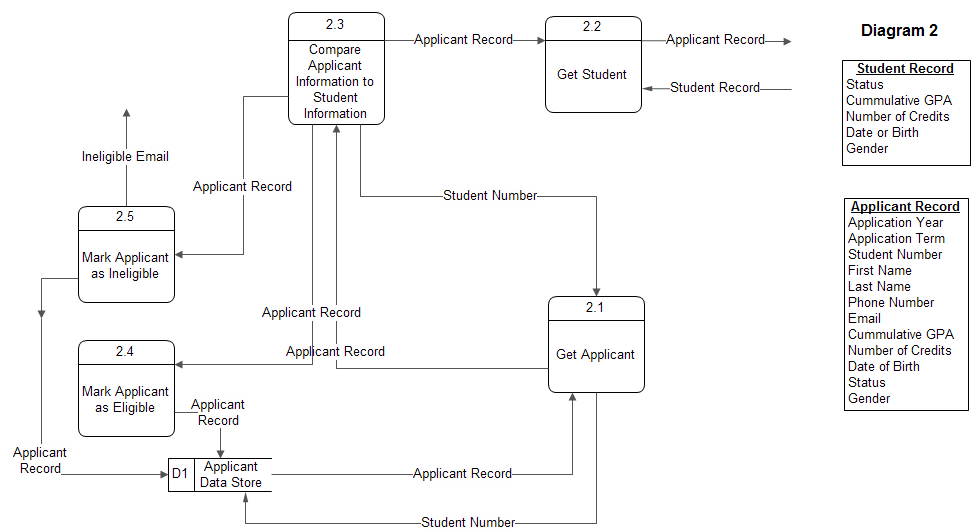 2.3
Compare
Applicant
Information to
Student
Information
Applicant Record
2.2
Get Student
Applicant Record
Student Record
Diagram 2
Student Record
Status
Cummulative GPA
Number of Credits
Date or Birth
Gender
Ineligible Email
Applicant Record
Student Number
2.5
Mark Applicant
as Ineligible
Applicant Record
Application Year
Application Term
Student Number
First Name
Last Name
Phone Number
Email
Cummulative GPA
Number of Credits
Date of Birth
Status
Gender
Applicant Record
Applicant Record
2.1
Get Applicant
2.4
Mark Applicant
as Eligible
Applicant
Record
Applicant
Record
D1
Applicant
Data Store
Applicant Record
Student Number